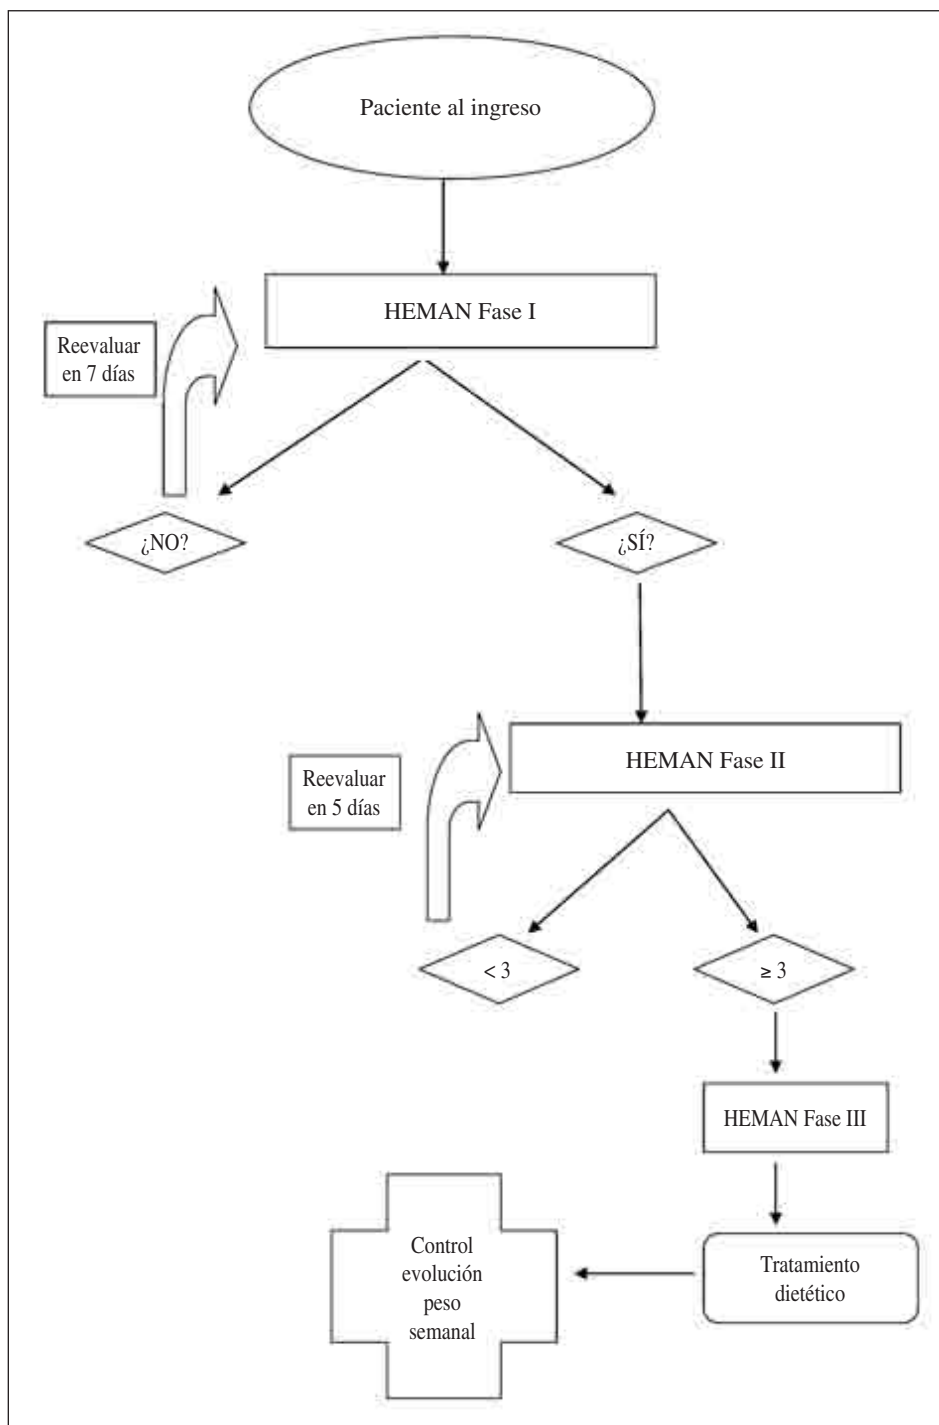 Paciente al ingreso
HEMAN Fase I
Reevaluar
en 7 días
¿NO?
¿SÍ?
HEMAN Fase II
Reevaluar
en 5 días
< 3
≥ 3
HEMAN Fase III
Tratamiento
dietético
Control
evolución
peso
semanal